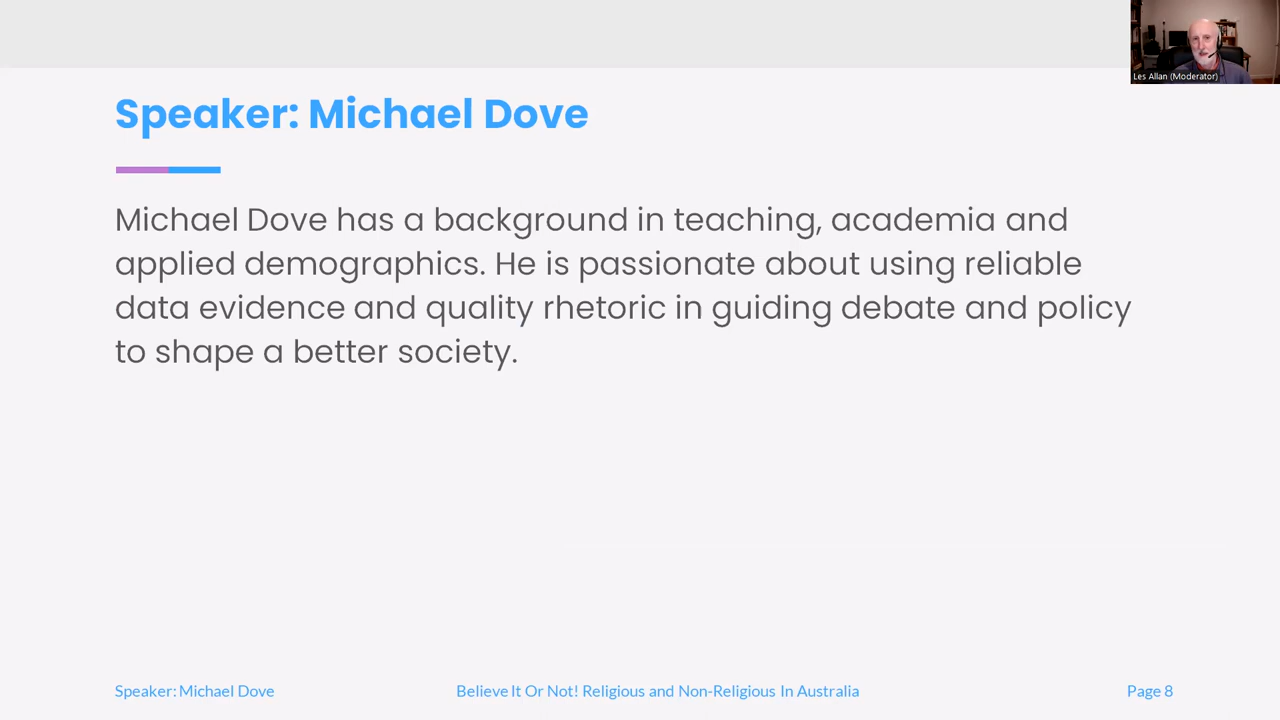 Les Allan (Moderator)
Speaker: Michael Dove
Michael Dove has a background in teaching, academia and
applied demographics. He is passionate about using reliable
data evidence and quality rhetoric in guiding debate and policy
to shape a better society.
Speaker: Michael Dove
Believe It Or Not! Religious and Non-Religious In Australia
Page 8